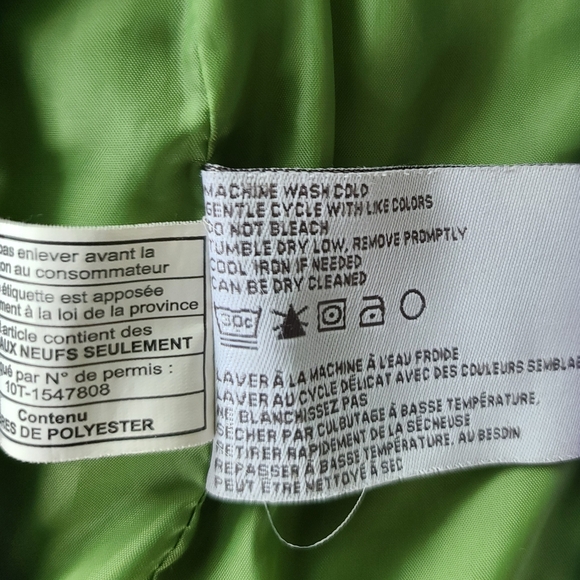 pas enlever avant la
on au consommateur
étiquette est apposée
ment à la loi de la province
article contient des
AUX NEUFS SEULEMENT
qué par N° de permis :
10T-1547808
Contenu
RES DE POLYESTER
MACHINE WASH COLD
GENTLE CYCLE WITH LIKE COLORS
DO NOT BLEACH
TUMBLE DRY LOW, REMOVE PROMPTLY
COOL IRON IF NEEDED
CAN BE DRY CLEANED
30c
LAVER À LA MACHINE À L'EAU FROIDE
LAVER AU CYCLE DÉLICAT AVEC DES COULEURS SEMBLA
NE BLANCHISSEZ PAS
SÉCHER PAR CULBUTAGE À BASSE TEMPÉRATURE,
RETIRER RAPIDEMENT DE LA SÉCHEUSE
REPASSER À BASSE TEMPÉRATURE, AU BESOIN
PEUT ÊTRE NETTOYÉ À SEC